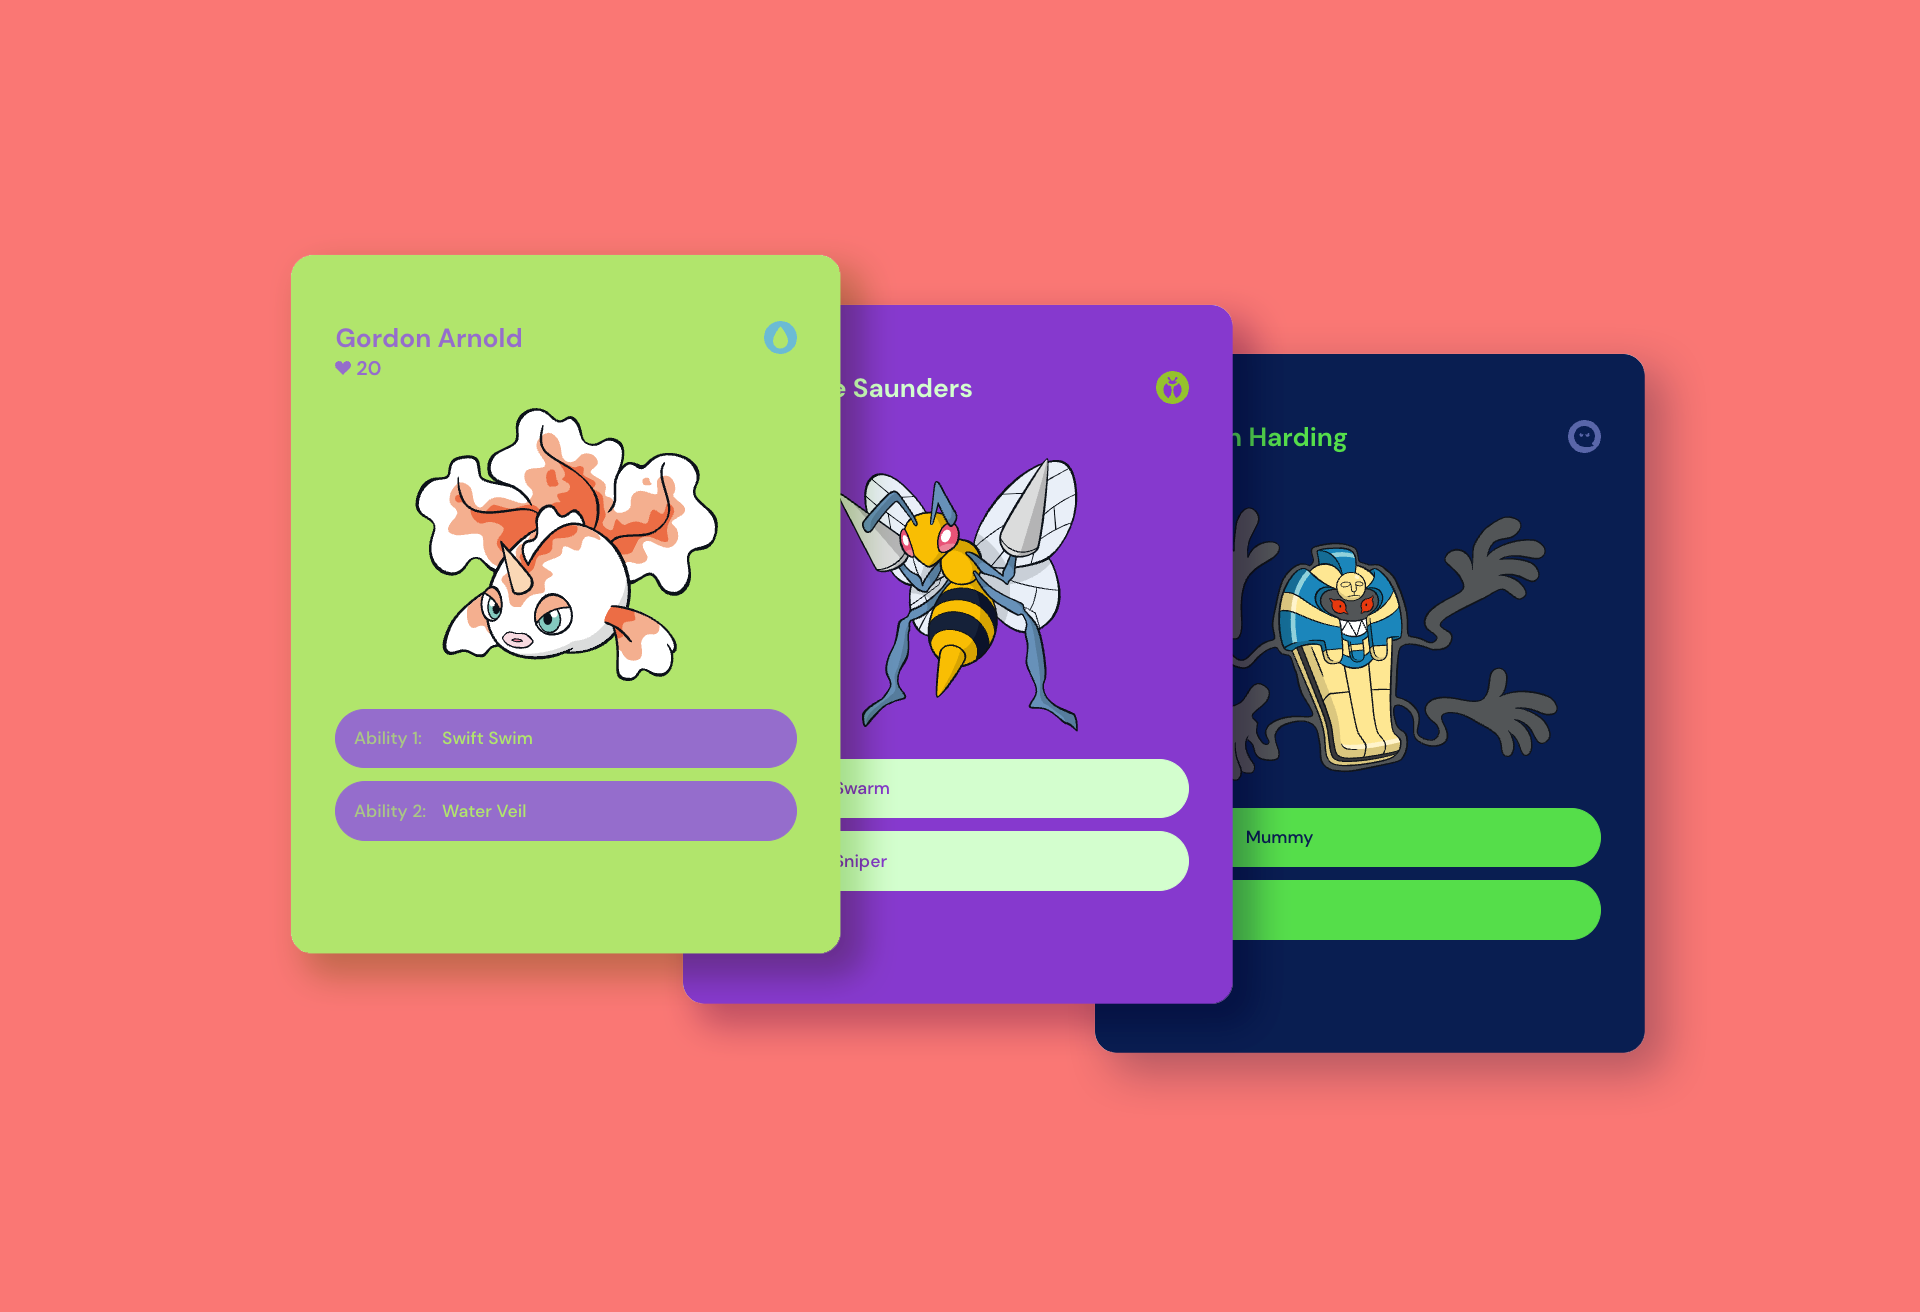 Gordon Arnold
20
Ability 1: Swift Swim
Ability 2: Water Veil
Saunders
Swarm
Sniper
Harding
Mummy